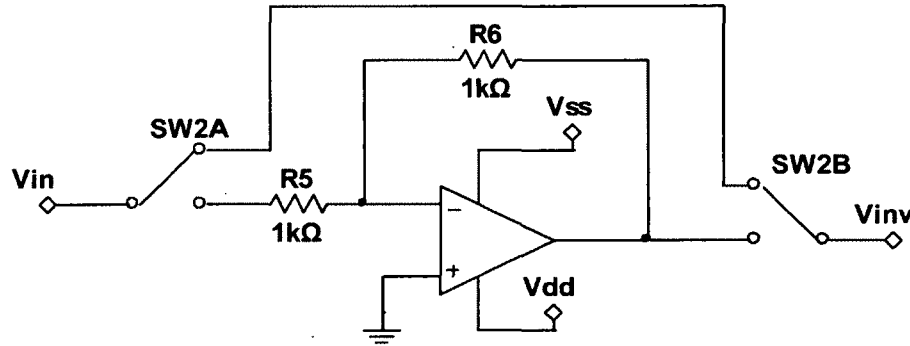 R6
1kΩ
Vss
SW2A
SW2B
Vin
R5
1kΩ
Vinv
−
+
Vdd